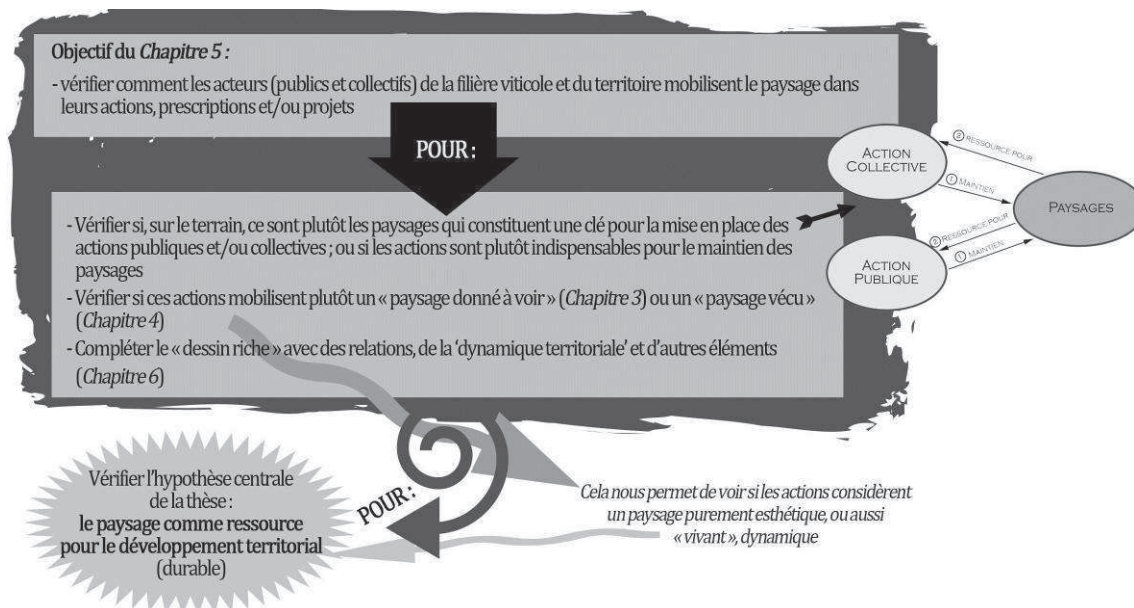 Objectif du Chapitre 5 :
- vérifier comment les acteurs (publics et collectifs) de la filière viticole et du territoire mobilisent le paysage dans
leurs actions, prescriptions et/ou projets
POUR :
- Vérifier si, sur le terrain, ce sont plutôt les paysages qui constituent une clé pour la mise en place des
actions publiques et/ou collectives ; ou si les actions sont plutôt indispensables pour le maintien des
paysages
- Vérifier si ces actions mobilisent plutôt un « paysage donné à voir » (Chapitre 3) ou un « paysage vécu »
(Chapitre 4)
- Compléter le « dessin riche » avec des relations, de la ‘dynamique territoriale’ et d’autres éléments
(Chapitre 6)
ACTION
COLLECTIVE
② RESSOURCE POUR
① MAINTIEN
PAYSAGES
② RESSOURCE POUR
① MAINTIEN
ACTION
PUBLIQUE
POUR :
Vérifier l’hypothèse centrale
de la thèse :
le paysage comme ressource
pour le développement territorial
(durable)
Cela nous permet de voir si les actions considèrent
un paysage purement esthétique, ou aussi
« vivant », dynamique